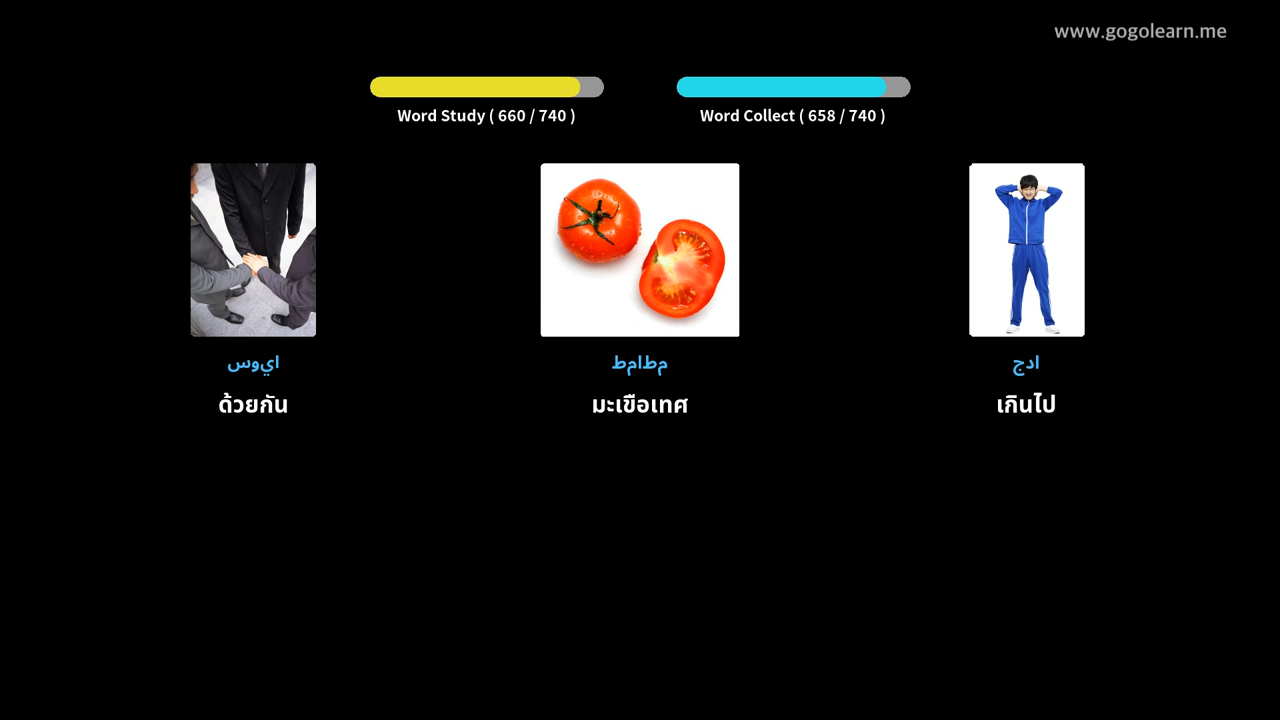 www.gogolearn.me
Word Study ( 660 / 740 )
Word Collect ( 658 / 740 )
ايوس
مطامط
ادج
ด้วยกัน
มะเขือเทศ
เกินไป